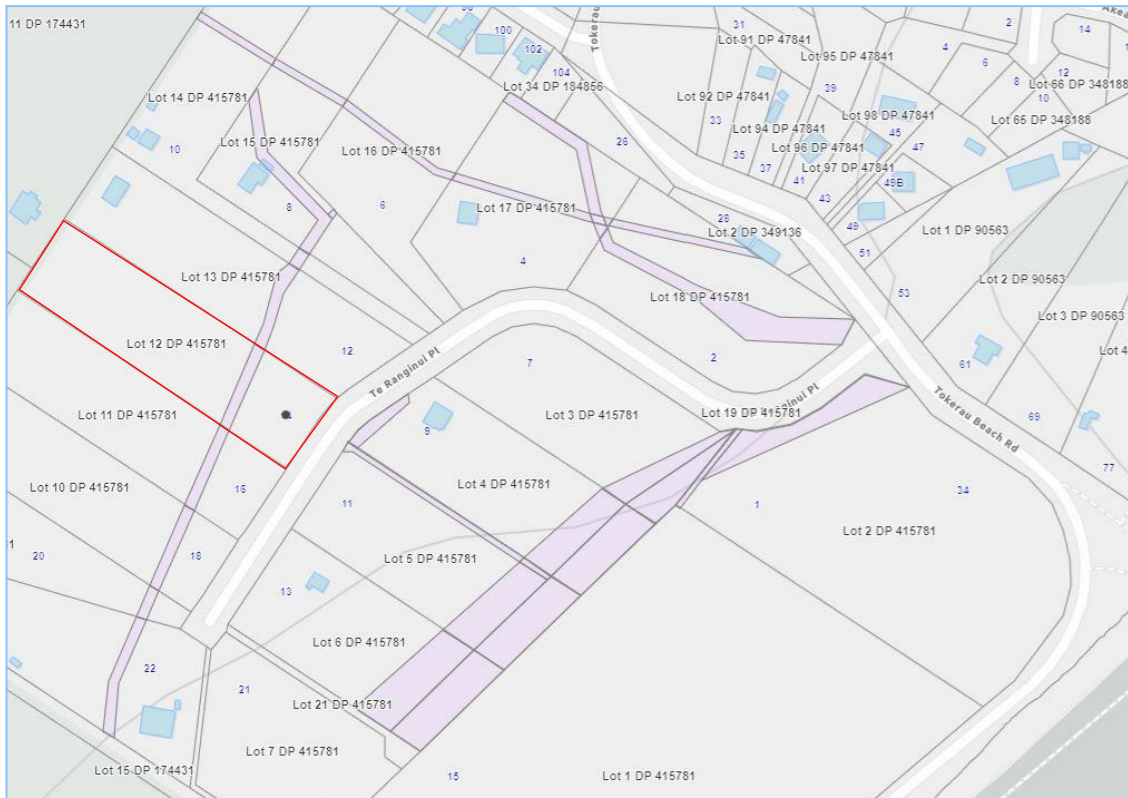 11 DP 174431
100
102
104
Tokerau
31
Lot 91 DP 47841
Lot 95 DP 47841
39
2
4
6
8
10
12
14
Lot 66 DP 348188
Lot 65 DP 348188
Lot 34 DP 184856
Lot 92 DP 47841
33
Lot 98 DP 47841
45
47
Lot 94 DP 47841
35
Lot 96 DP 47841
37
Lot 97 DP 47841
41
43
49B
49
51
53
Lot 14 DP 415781
10
Lot 15 DP 415781
8
Lot 16 DP 415781
6
26
Lot 17 DP 415781
4
28
Lot 2 DP 349136
Lot 1 DP 90563
Lot 2 DP 90563
Lot 3 DP 90563
Lot 4
61
69
77
Lot 13 DP 415781
Lot 18 DP 415781
2
Lot 12 DP 415781
12
Te Ranginui Pl
7
Lot 11 DP 415781
Lot 3 DP 415781
Lot 19 DP 415781
nginui Pl
Tokerau Beach Rd
9
Lot 10 DP 415781
16
Lot 4 DP 415781
11
1
34
Lot 2 DP 415781
20
18
Lot 5 DP 415781
13
Lot 6 DP 415781
22
21
Lot 21 DP 415781
Lot 7 DP 415781
Lot 15 DP 174431
15
Lot 1 DP 415781